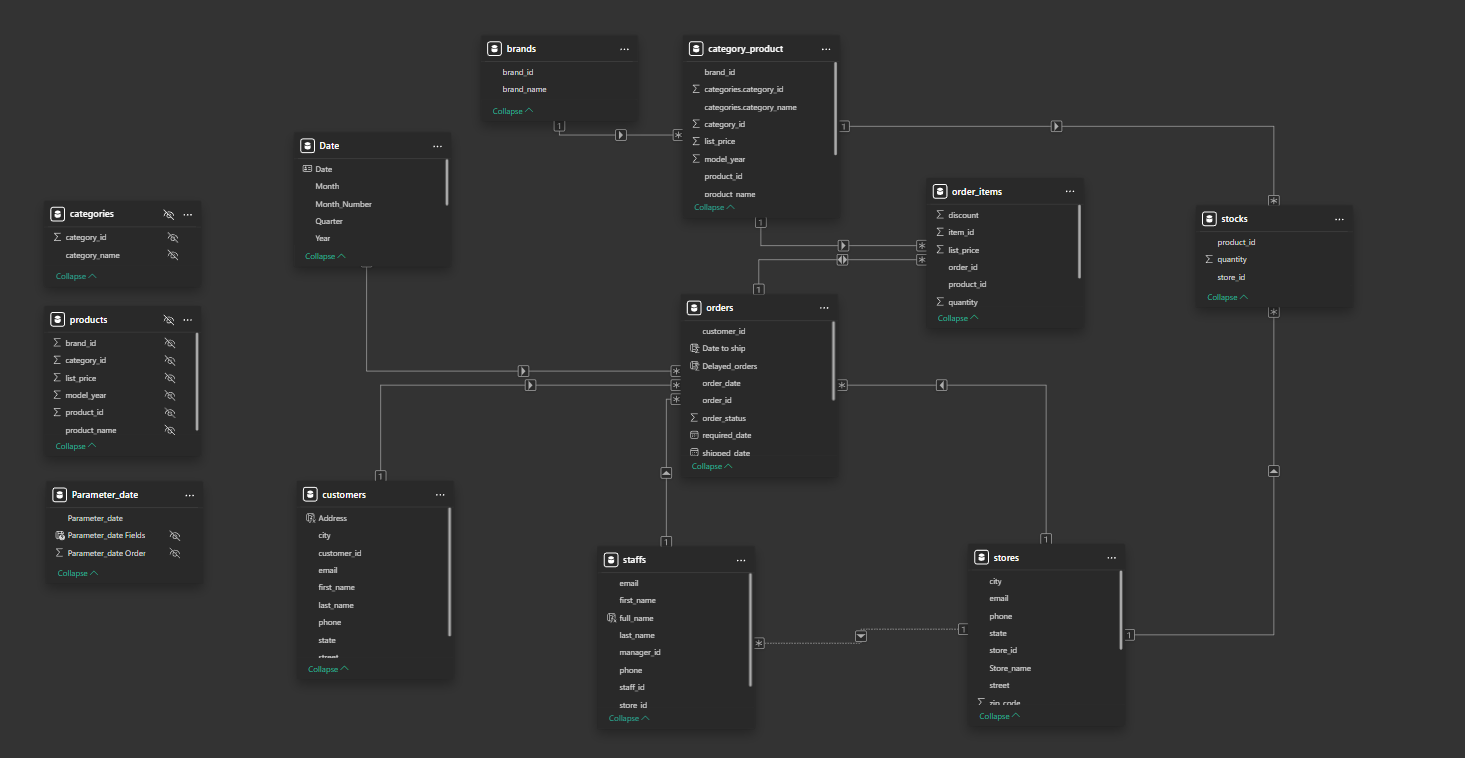 brands
brand_id
brand_name
Collapse
category_product
brand_id
categories.category_id
categories.category_name
category_id
list_price
model_year
product_id
product_name
Collapse
Date
Date
Month
Month_Number
Quarter
Year
Collapse
order_items
discount
item_id
list_price
order_id
product_id
quantity
Collapse
categories
category_id
category_name
Collapse
stocks
product_id
quantity
store_id
Collapse
products
brand_id
category_id
list_price
model_year
product_id
product_name
Collapse
orders
customer_id
Date to ship
Delayed_orders
order_date
order_id
order_status
required_date
shipped_date
Collapse
Parameter_date
Parameter_date
Parameter_date Fields
Parameter_date Order
Collapse
customers
Address
city
customer_id
email
first_name
last_name
phone
state
street
Collapse
staffs
email
first_name
full_name
last_name
manager_id
phone
staff_id
store_id
Collapse
stores
city
email
phone
state
store_id
Store_name
street
zip_code
Collapse
1
*
1
*
1
*
1
*
*
1
*
1
*
1
*
1
1
*
1
*